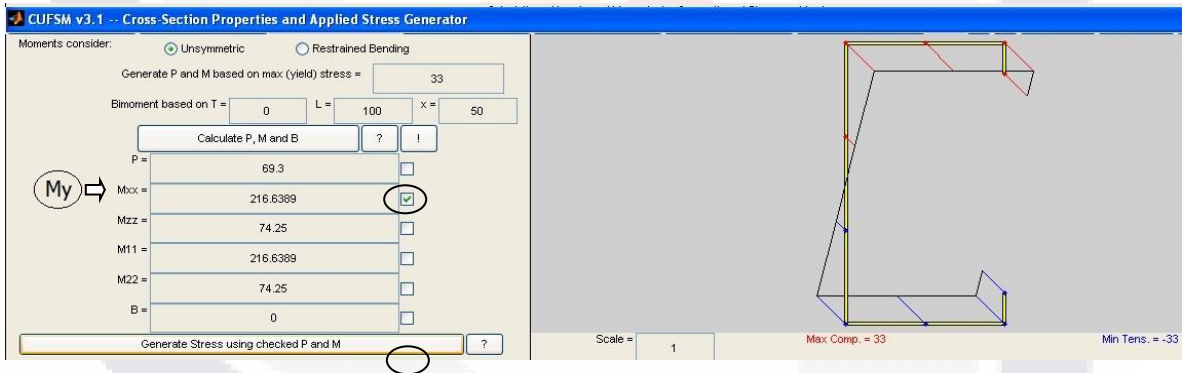 CUFSM v3.1 -- Cross-Section Properties and Applied Stress Generator
Moments consider: Unsymmetric Restrained Bending
Generate P and M based on max (yield) stress = 33
Bimoment based on T = 0 L = 100 x = 50
Calculate P, M and B ? !
P = 69.3
My Mxx = 216.6389
Mzz = 74.25
M11 = 216.6389
M22 = 74.25
B = 0
Generate Stress using checked P and M ?
Scale = 1 Max Comp. = 33 Min Tens. = -33